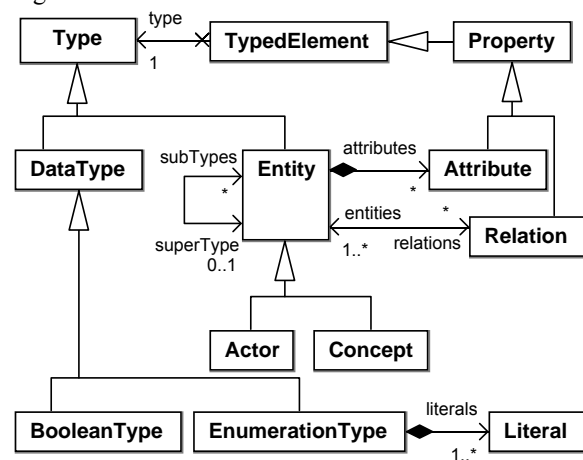 type
Type
TypedElement
Property
1
subTypes
attributes
DataType
Entity
Attribute
*
*
entities
*
superType
Relation
0..1
1..*
relations
Actor
Concept
literals
BooleanType
EnumerationType
Literal
1..*